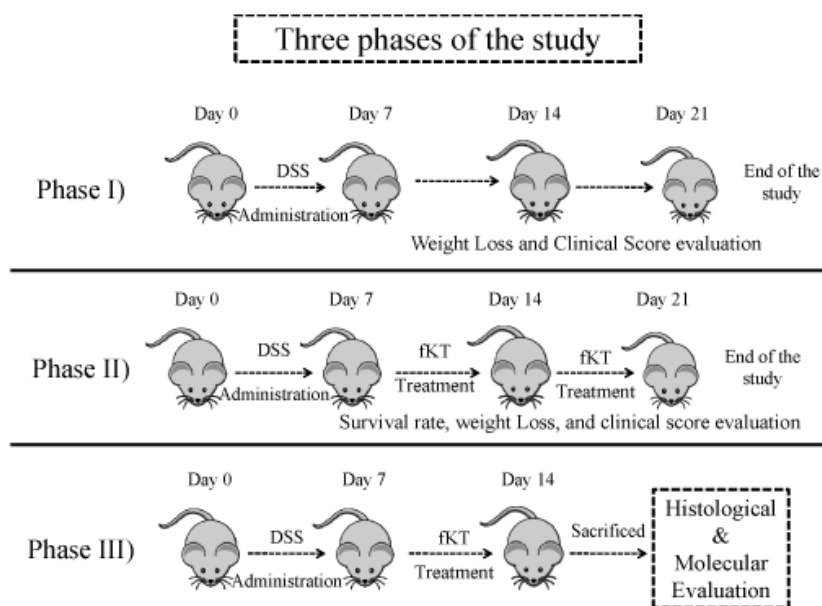 Three phases of the study
Day 0 Day 7 Day 14 Day 21
Phase I)
DSS
Administration
End of the
study
Weight Loss and Clinical Score evaluation
Day 0 Day 7 Day 14 Day 21
Phase II)
DSS
Administration
fKT
Treatment
fKT
Treatment
End of the
study
Survival rate, weight Loss, and clinical score evaluation
Day 0 Day 7 Day 14
Phase III)
DSS
Administration
fKT
Treatment
Sacrificed
Histological
&
Molecular
Evaluation